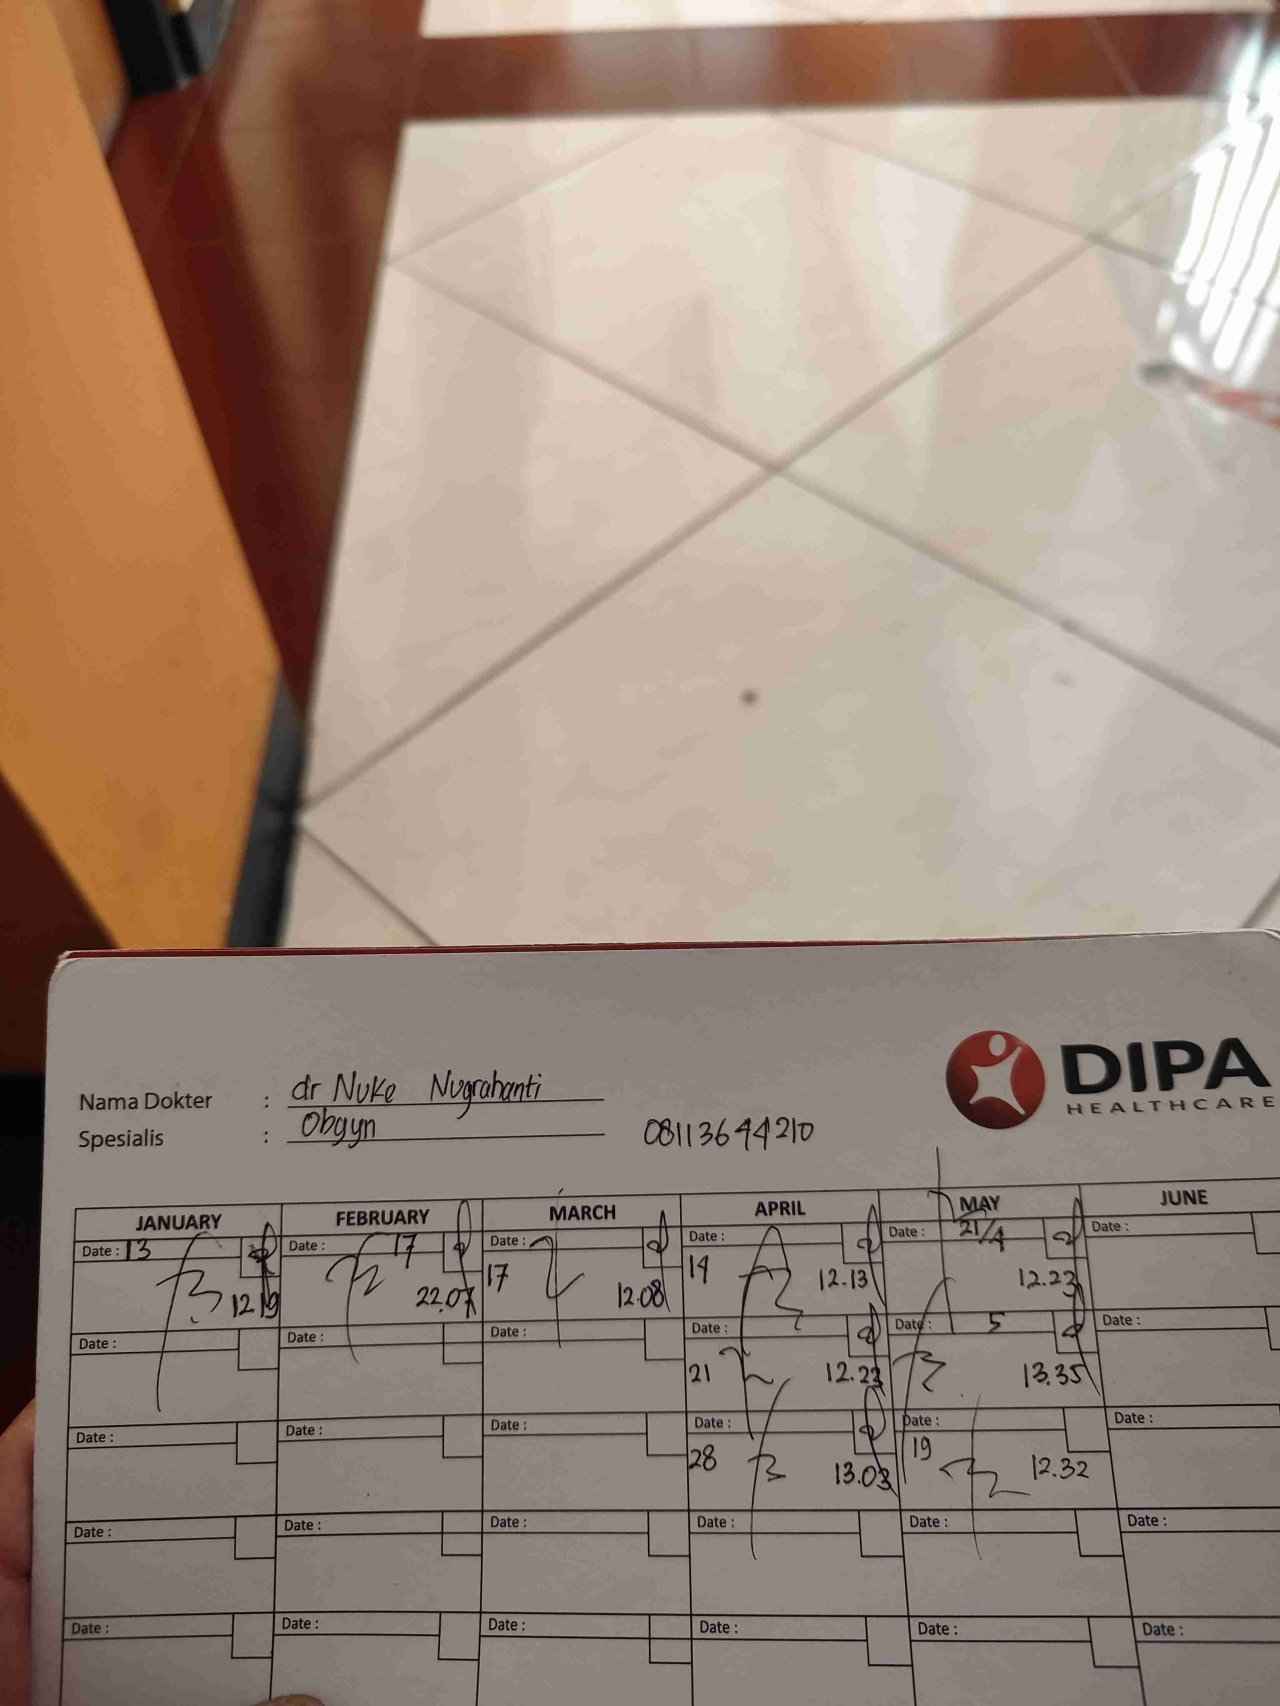 DIPA
HEALTHCARE
Nama Dokter : dr Nuke Nugrahanti
Spesialis : Obgyn 08113644210
JANUARY FEBRUARY MARCH APRIL MAY JUNE
Date : 13 Date : 17 Date : Date : Date : 21/4 Date :
12.19 22.07 17 12.08 14 12.13 12.23
Date : Date : Date : Date : Date : 5 Date :
21 12.23 13.35
Date : Date : Date : Date : Date : Date :
28 13.03 19 12.32
Date : Date : Date : Date : Date : Date :
Date : Date : Date : Date : Date : Date :